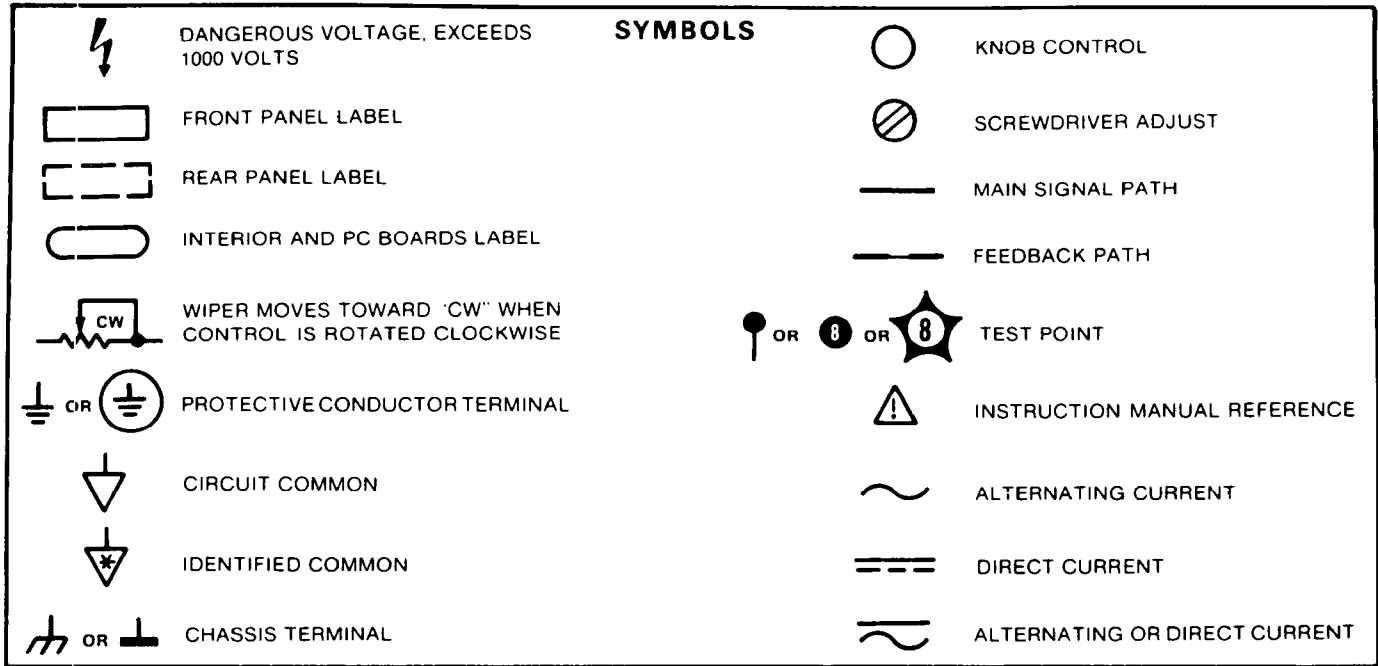 SYMBOLS
DANGEROUS VOLTAGE, EXCEEDS
1000 VOLTS
FRONT PANEL LABEL
REAR PANEL LABEL
INTERIOR AND PC BOARDS LABEL
CW
WIPER MOVES TOWARD 'CW" WHEN
CONTROL IS ROTATED CLOCKWISE
OR
PROTECTIVE CONDUCTOR TERMINAL
CIRCUIT COMMON
*
IDENTIFIED COMMON
OR
CHASSIS TERMINAL
KNOB CONTROL
SCREWDRIVER ADJUST
MAIN SIGNAL PATH
FEEDBACK PATH
OR 8 OR 8
TEST POINT
!
INSTRUCTION MANUAL REFERENCE
ALTERNATING CURRENT
DIRECT CURRENT
ALTERNATING OR DIRECT CURRENT